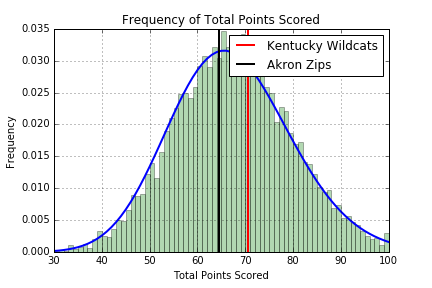 Frequency of Total Points Scored
0.035
0.030
0.025
0.020
0.015
0.010
0.005
0.000
Frequency
Kentucky Wildcats
Akron Zips
30 40 50 60 70 80 90 100
Total Points Scored